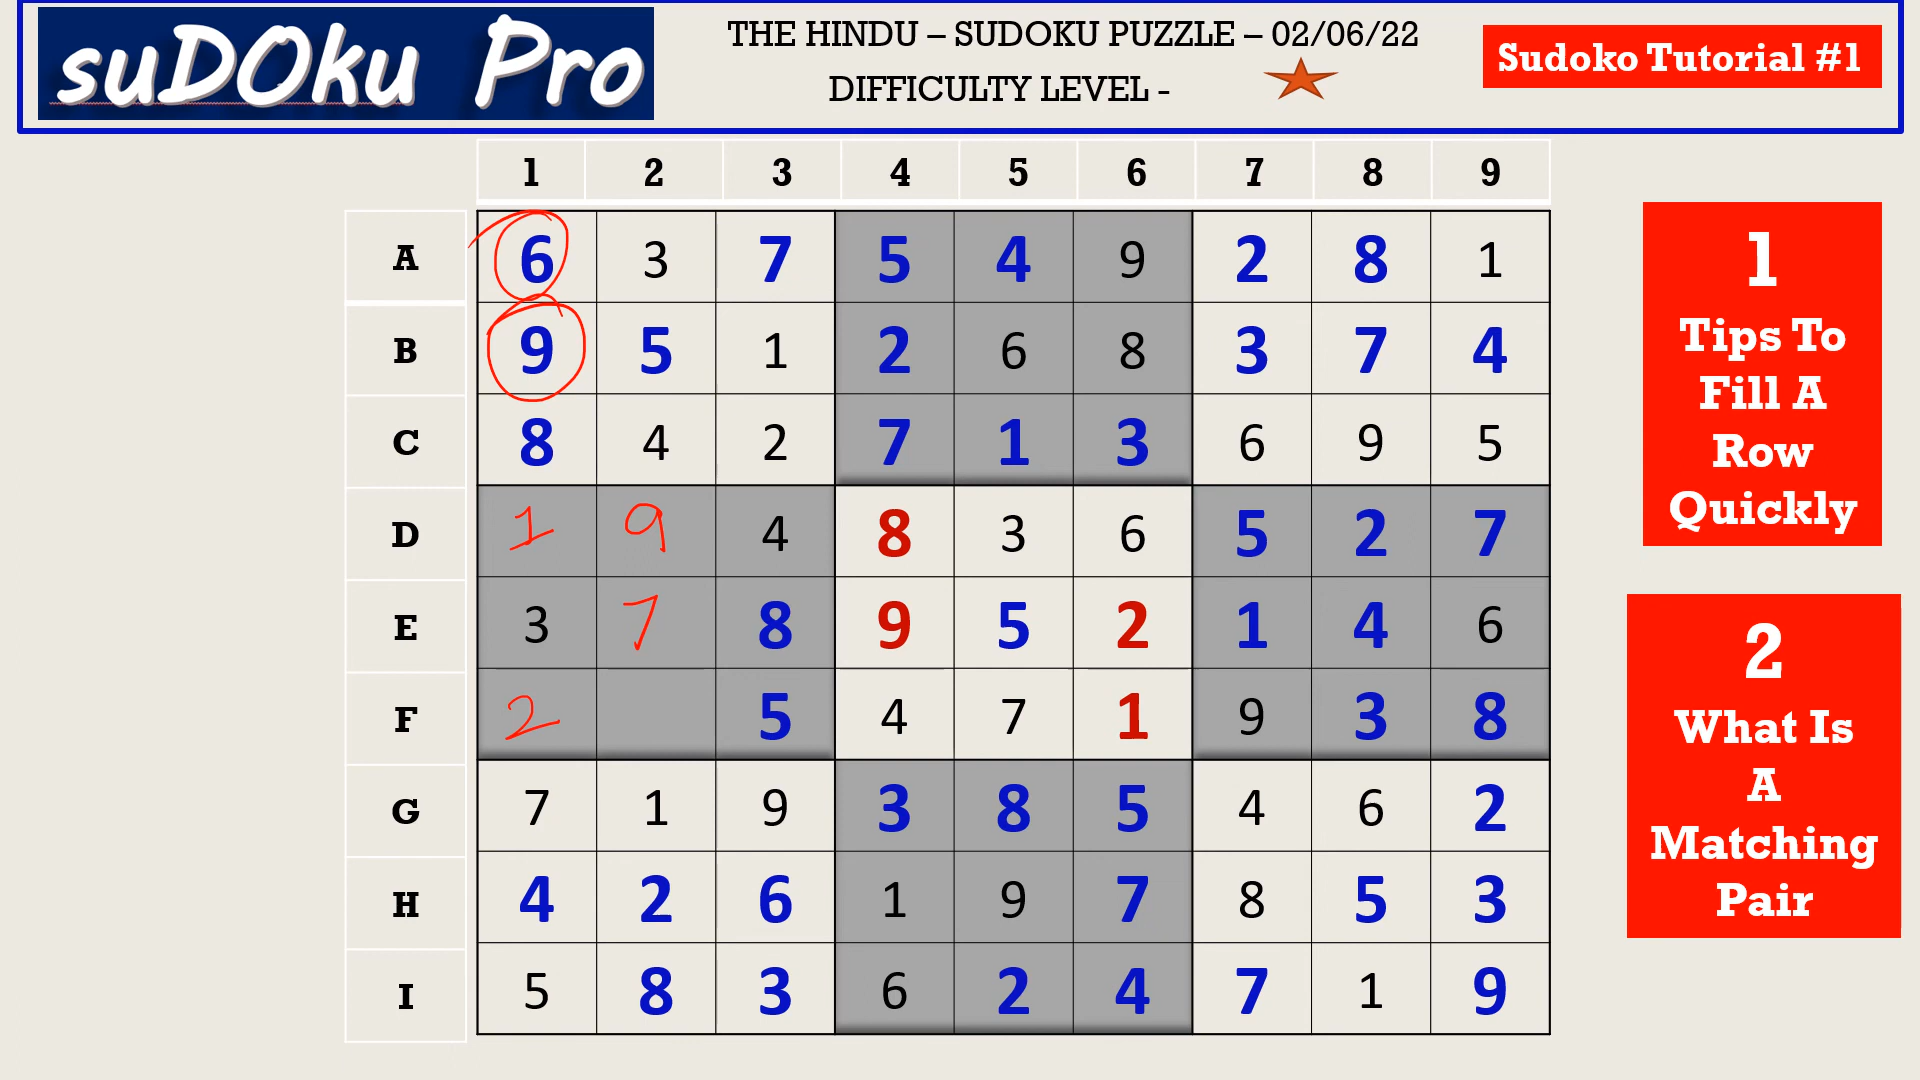 suDOku Pro
THE HINDU – SUDOKU PUZZLE – 02/06/22
DIFFICULTY LEVEL -
Sudoko Tutorial #1
1 2 3 4 5 6 7 8 9
A 6 3 7 5 4 9 2 8 1
B 9 5 1 2 6 8 3 7 4
C 8 4 2 7 1 3 6 9 5
D 1 9 4 8 3 6 5 2 7
E 3 7 8 9 5 2 1 4 6
F 2 5 4 7 1 9 3 8
G 7 1 9 3 8 5 4 6 2
H 4 2 6 1 9 7 8 5 3
I 5 8 3 6 2 4 7 1 9
1
Tips To
Fill A
Row
Quickly
2
What Is
A
Matching
Pair